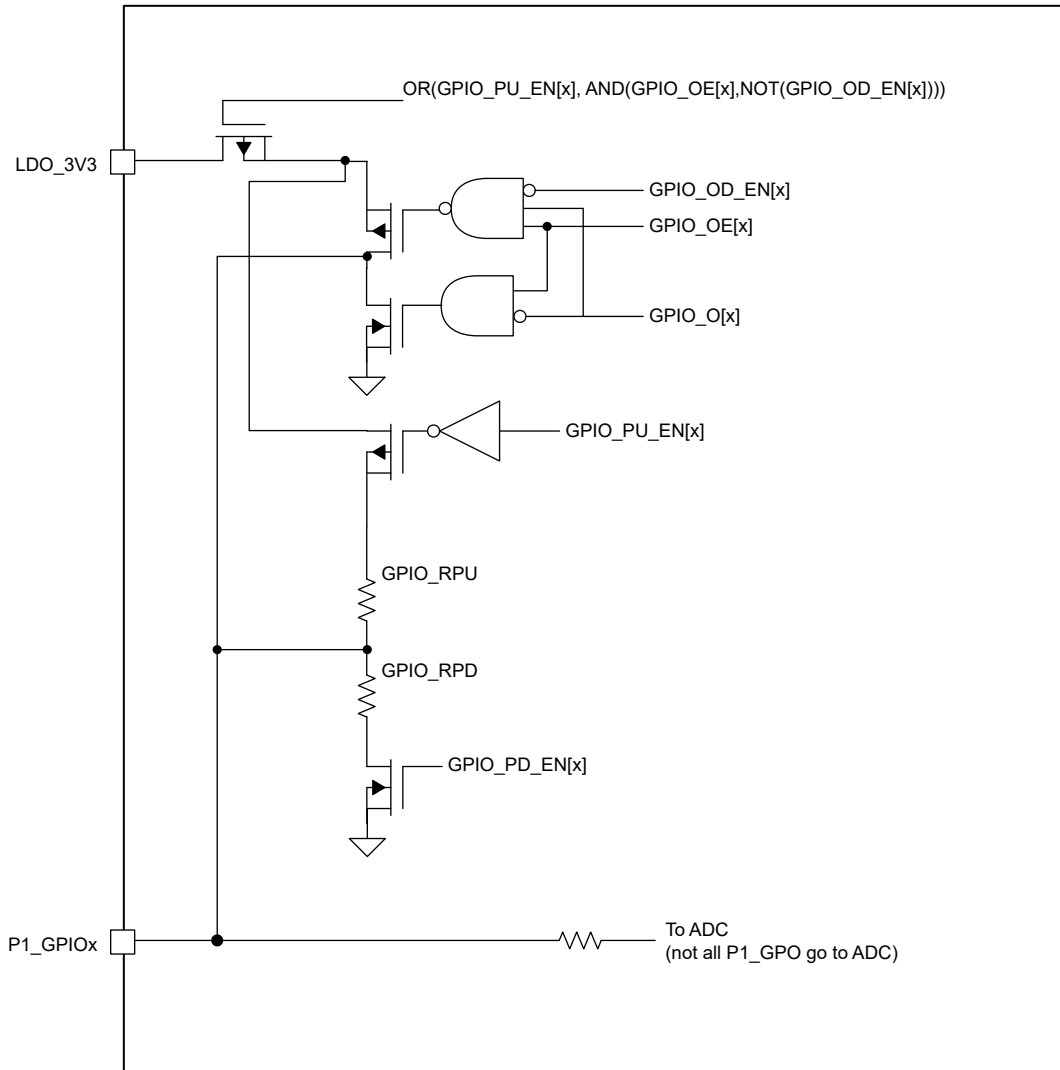 OR(GPIO_PU_EN[x], AND(GPIO_OE[x],NOT(GPIO_OD_EN[x])))
LDO_3V3
GPIO_OD_EN[x]
GPIO_OE[x]
GPIO_O[x]
GPIO_PU_EN[x]
GPIO_RPU
GPIO_RPD
GPIO_PD_EN[x]
P1_GPIOx
To ADC
(not all P1_GPO go to ADC)